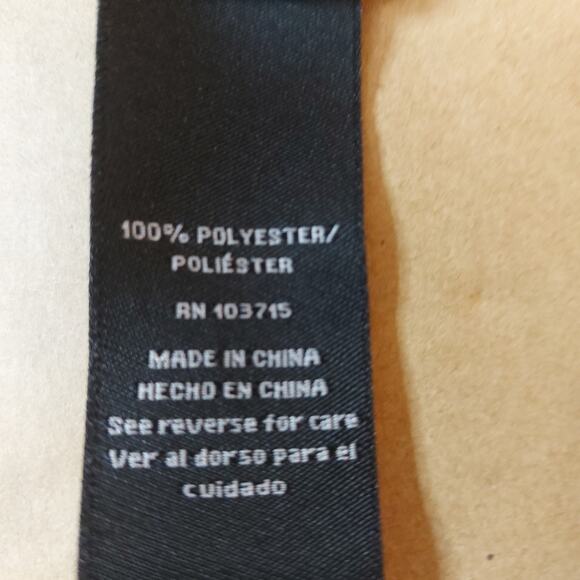 100% POLYESTER/
POLIÉSTER
RN 103715
MADE IN CHINA
HECHO EN CHINA
See reverse for care
Ver al dorso para el
cuidado